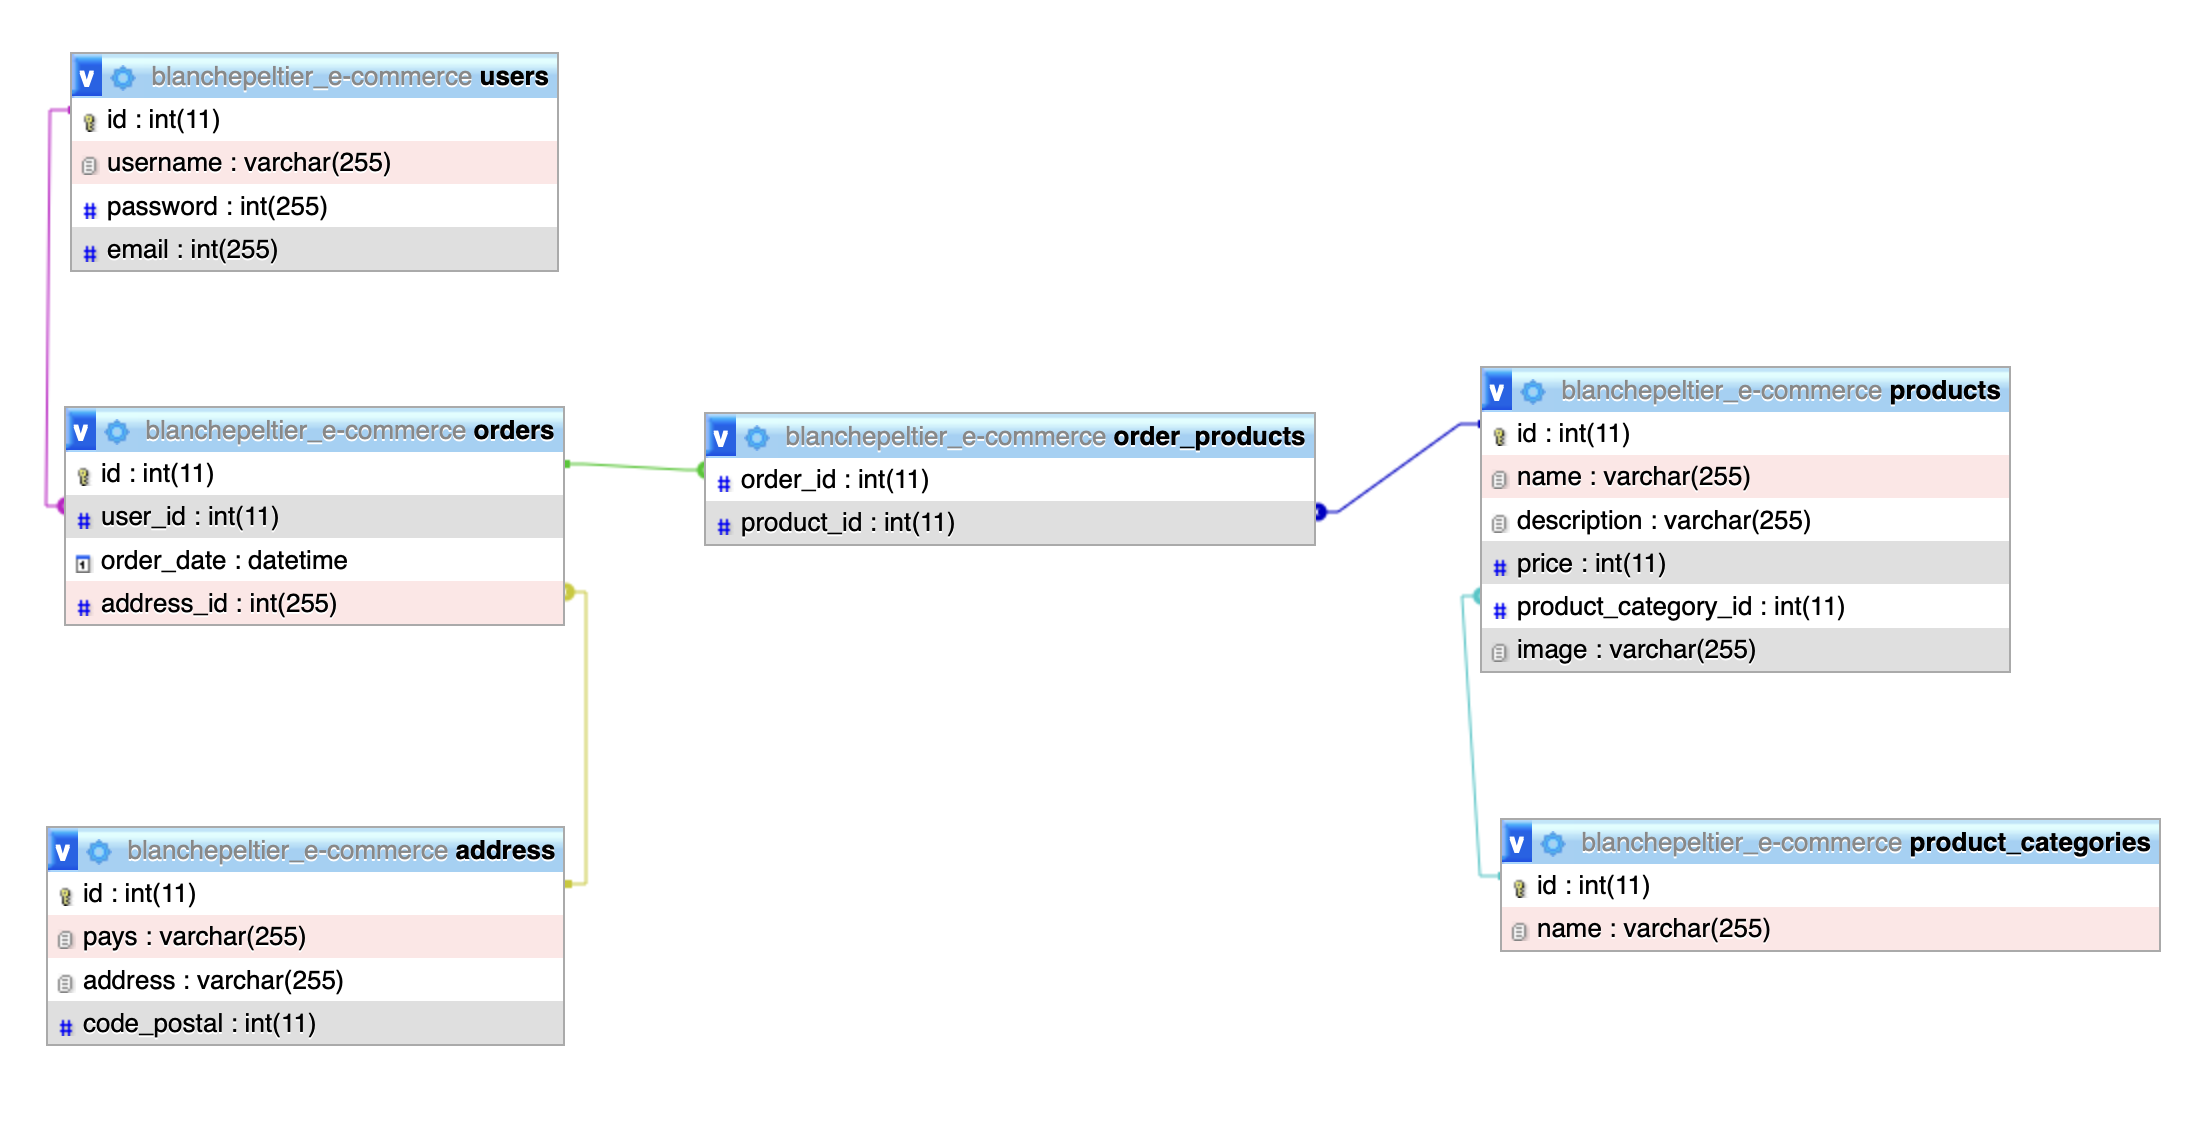 v blanchepeltier_e-commerce users
id : int(11)
username : varchar(255)
# password : int(255)
# email : int(255)
v blanchepeltier_e-commerce orders
id : int(11)
# user_id : int(11)
order_date : datetime
# address_id : int(255)
v blanchepeltier_e-commerce order_products
# order_id : int(11)
# product_id : int(11)
v blanchepeltier_e-commerce products
id : int(11)
name : varchar(255)
description : varchar(255)
# price : int(11)
# product_category_id : int(11)
image : varchar(255)
v blanchepeltier_e-commerce address
id : int(11)
pays : varchar(255)
address : varchar(255)
# code_postal : int(11)
v blanchepeltier_e-commerce product_categories
id : int(11)
name : varchar(255)